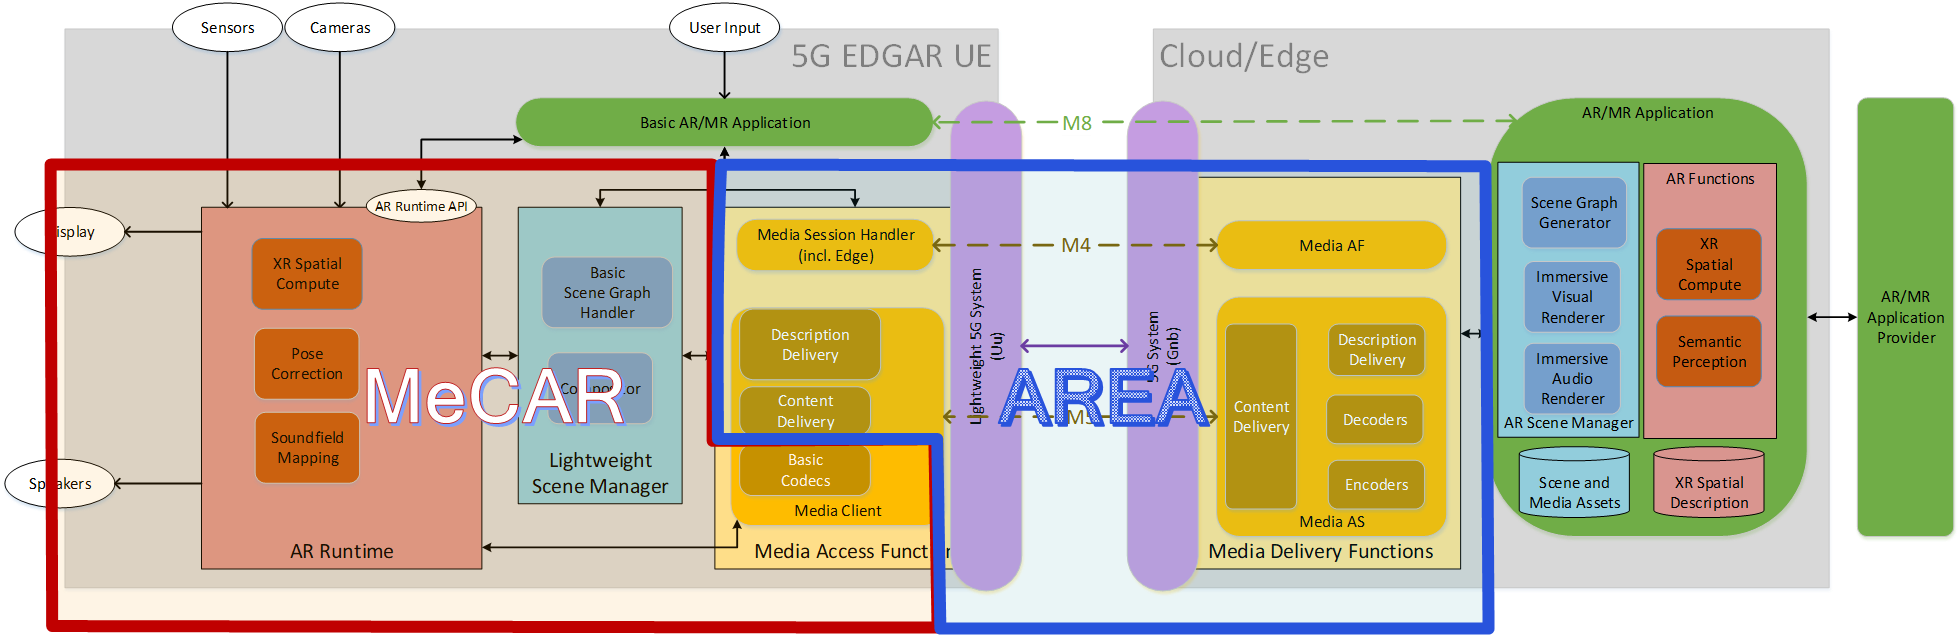 Sensors
Cameras
User Input
5G EDGAR UE
Cloud/Edge
Basic AR/MR Application
M8
AR/MR Application
AR Runtime API
Display
Speakers
XR Spatial
Compute
Pose
Correction
Soundfield
Mapping
AR Runtime
MeCAR
Basic
Scene Graph
Handler
Compositor
Lightweight
Scene Manager
Media Session Handler
(incl. Edge)
Description
Delivery
Content
Delivery
Basic
Codecs
Media Client
Media Access Function
Lightweight 5G System
(Uu)
M4
M5
AREA
5G System
(Gnb)
Media AF
Content
Delivery
Description
Delivery
Decoders
Encoders
Media AS
Media Delivery Functions
Scene Graph
Generator
Immersive
Visual
Renderer
Immersive
Audio
Renderer
AR Scene Manager
AR Functions
XR
Spatial
Compute
Semantic
Perception
Scene and
Media Assets
XR Spatial
Description
AR/MR
Application
Provider